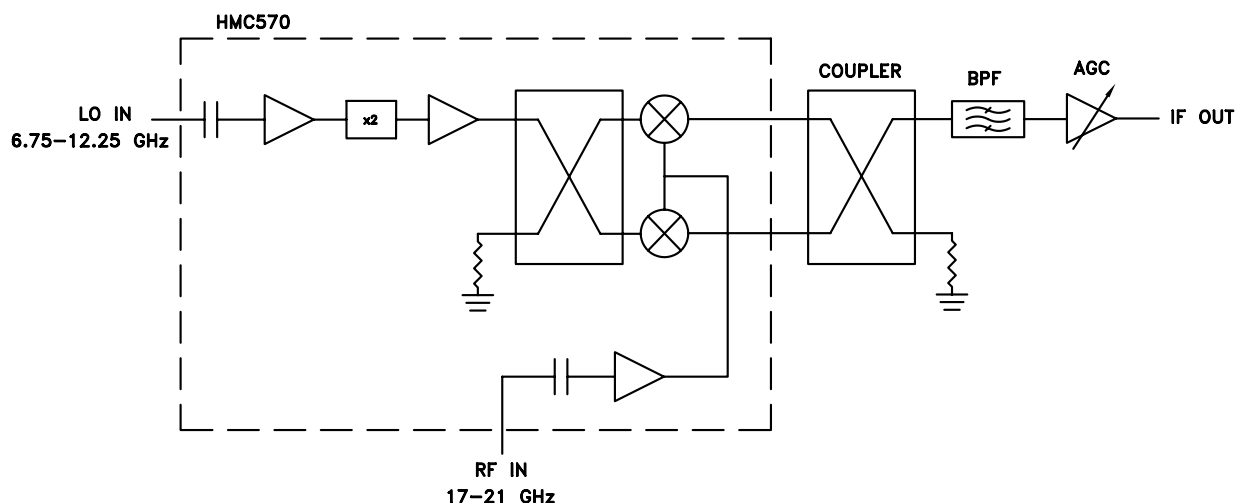 HMC570
COUPLER
BPF
AGC
LO IN
6.75–12.25 GHz
x2
IF OUT
RF IN
17–21 GHz